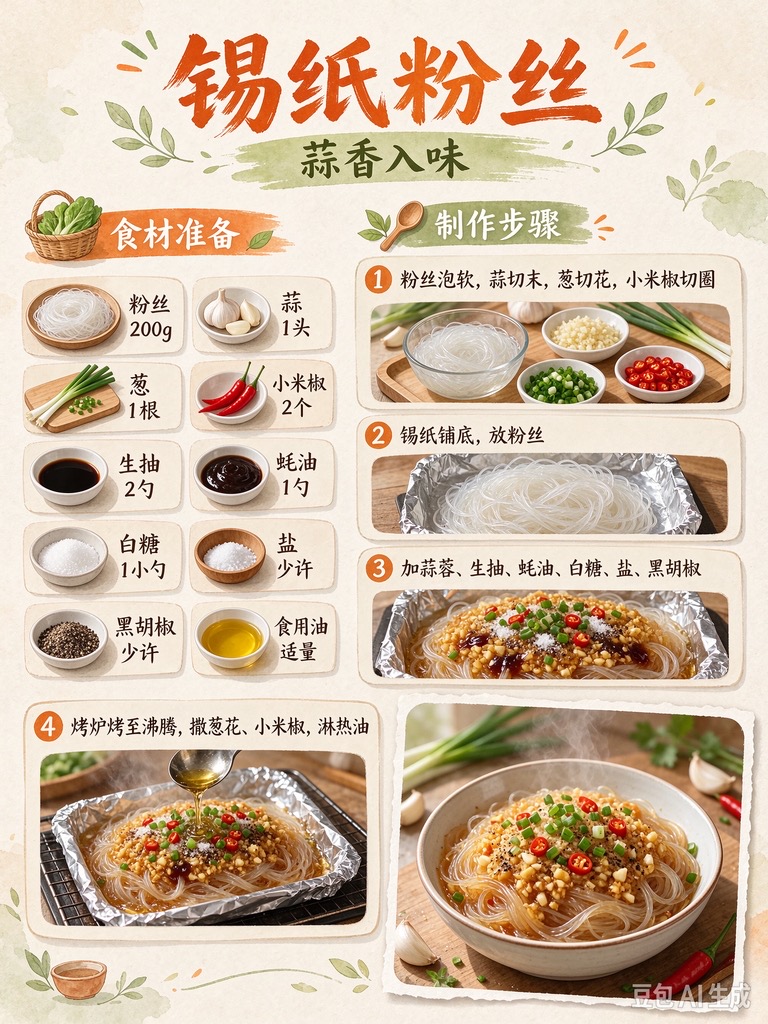 锡纸粉丝
蒜香入味
食材准备
粉丝
200g
蒜
1头
葱
1根
小米椒
2个
生抽
2勺
蚝油
1勺
白糖
1小勺
盐
少许
黑胡椒
少许
食用油
适量
制作步骤
1 粉丝泡软，蒜切末，葱切花，小米椒切圈
2 锡纸铺底，放粉丝
3 加蒜蓉、生抽、蚝油、白糖、盐、黑胡椒
4 烤炉烤至沸腾，撒葱花、小米椒，淋热油
豆包AI生成